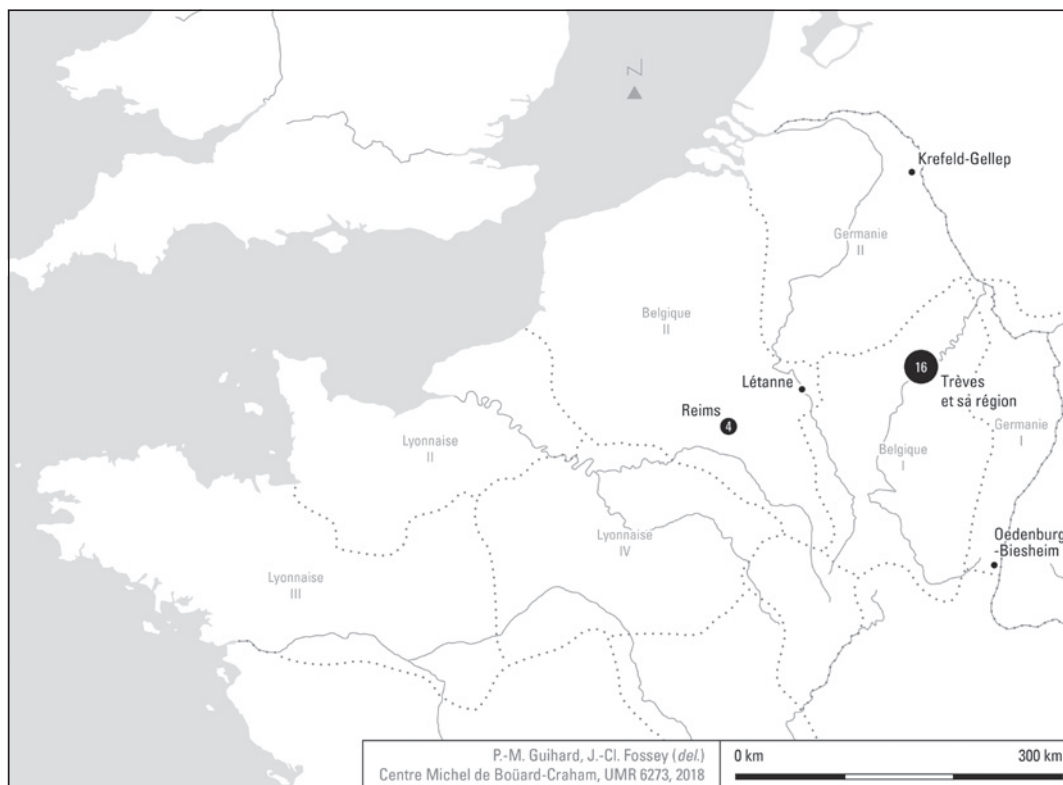 N
Krefeld-Gellep
Germanie
II
Belgique
II
16
Trèves
et sa région
Létanne
Reims
4
Germanie
I
Lyonnaise
II
Belgique
I
Oedenburg
-Biesheim
Lyonnaise
IV
Lyonnaise
III
P.-M. Guihard, J.-Cl. Fossey (del.)
Centre Michel de Boüard-Craham, UMR 6273, 2018
0 km
300 km